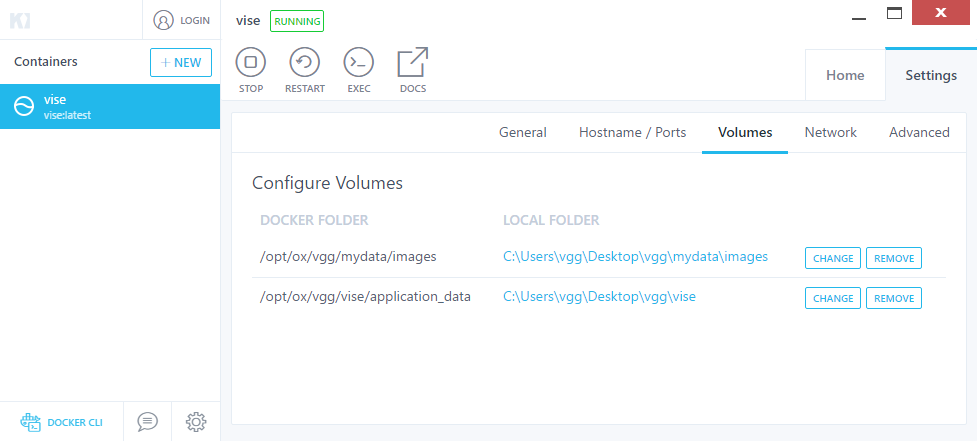 LOGIN
Containers
+ NEW
vise
vise:latest
DOCKER CLI
vise RUNNING
STOP RESTART EXEC DOCS
Home Settings
General Hostname / Ports Volumes Network Advanced
Configure Volumes
DOCKER FOLDER LOCAL FOLDER
/opt/ox/vgg/mydata/images C:\Users\vgg\Desktop\vgg\mydata\images CHANGE REMOVE
/opt/ox/vgg/vise/application_data C:\Users\vgg\Desktop\vgg\vise CHANGE REMOVE